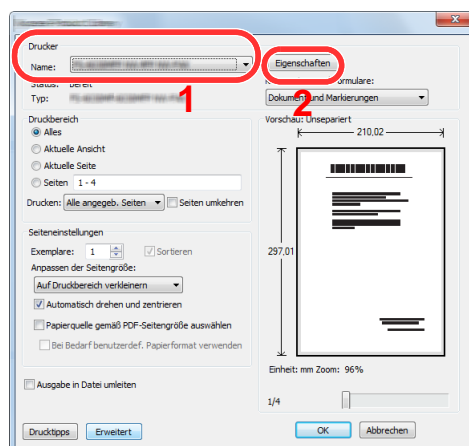 Drucker
Name:
Eigenschaften
Status: Bereit
Typ:
Formulare:
Dokument und Markierungen
1
2
Druckbereich
Alles
Aktuelle Ansicht
Aktuelle Seite
Seiten 1 - 4
Drucken: Alle angegeb. Seiten Seiten umkehren
Seiteneinstellungen
Exemplare: 1 Sortieren
Anpassen der Seitengröße:
Auf Druckbereich verkleinern
Automatisch drehen und zentrieren
Papierquelle gemäß PDF-Seitengröße auswählen
Bei Bedarf benutzerdef. Papierformat verwenden
Ausgabe in Datei umleiten
Drucktipps Erweitert
Vorschau: Unsepariert
210,02
297,01
Einheit: mm Zoom: 96%
1/4
OK Abbrechen